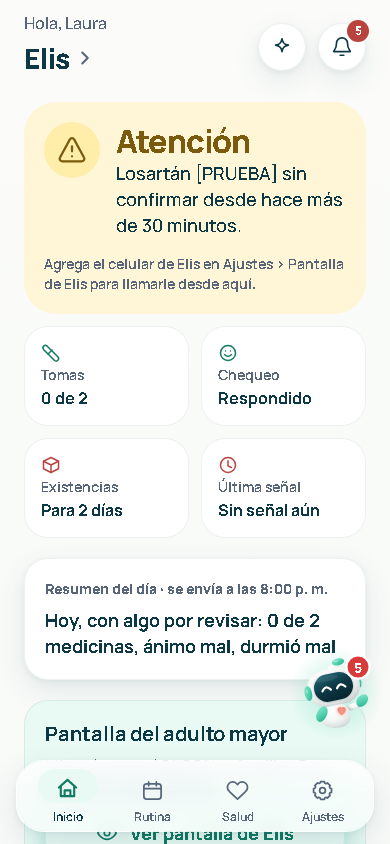 Hola, Laura
Elis
5
Atención
Losartán [PRUEBA] sin
confirmar desde hace más
de 30 minutos.
Agrega el celular de Elis en Ajustes > Pantalla
de Elis para llamarle desde aquí.
Tomas
0 de 2
Chequeo
Respondido
Existencias
Para 2 días
Última señal
Sin señal aún
Resumen del día · se envía a las 8:00 p. m.
Hoy, con algo por revisar: 0 de 2
medicinas, ánimo mal, durmió mal
5
Pantalla del adulto mayor
Ver pantalla de Elis
Inicio
Rutina
Salud
Ajustes